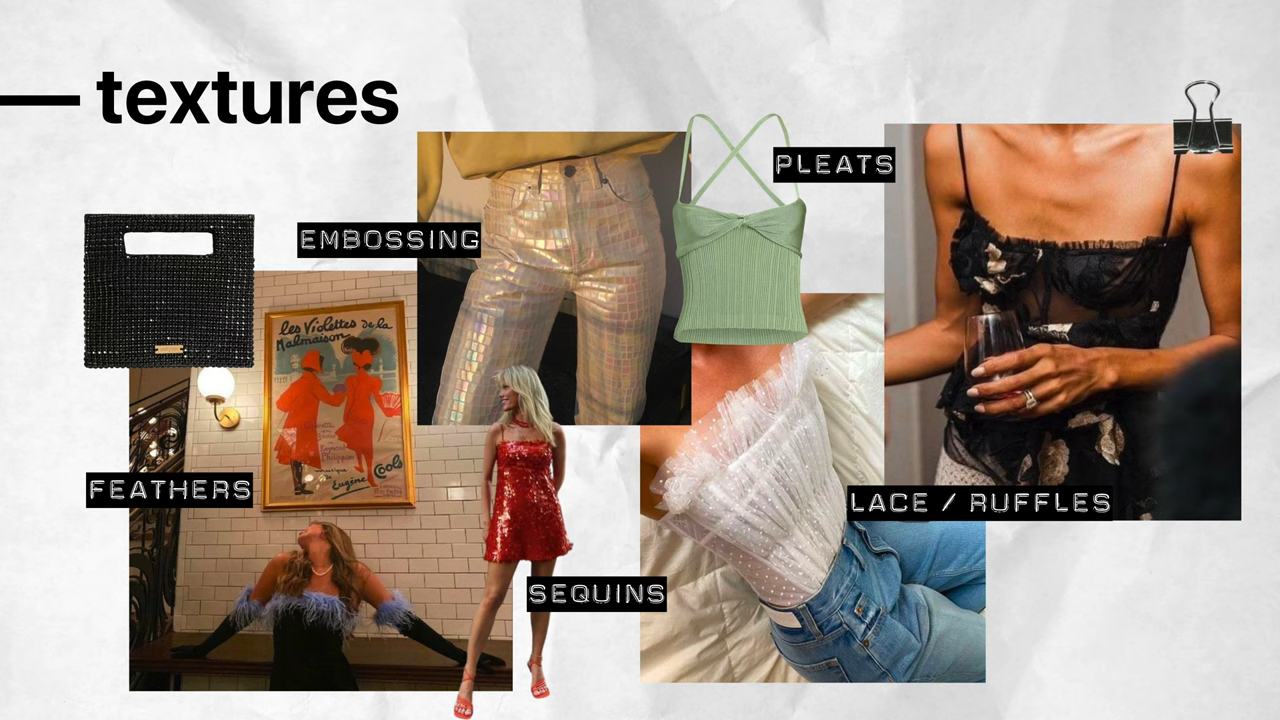 textures
PLEATS
EMBOSSING
les Violettes de la
Malmaison
Eugène Cools
FEATHERS
LACE / RUFFLES
SEQUINS